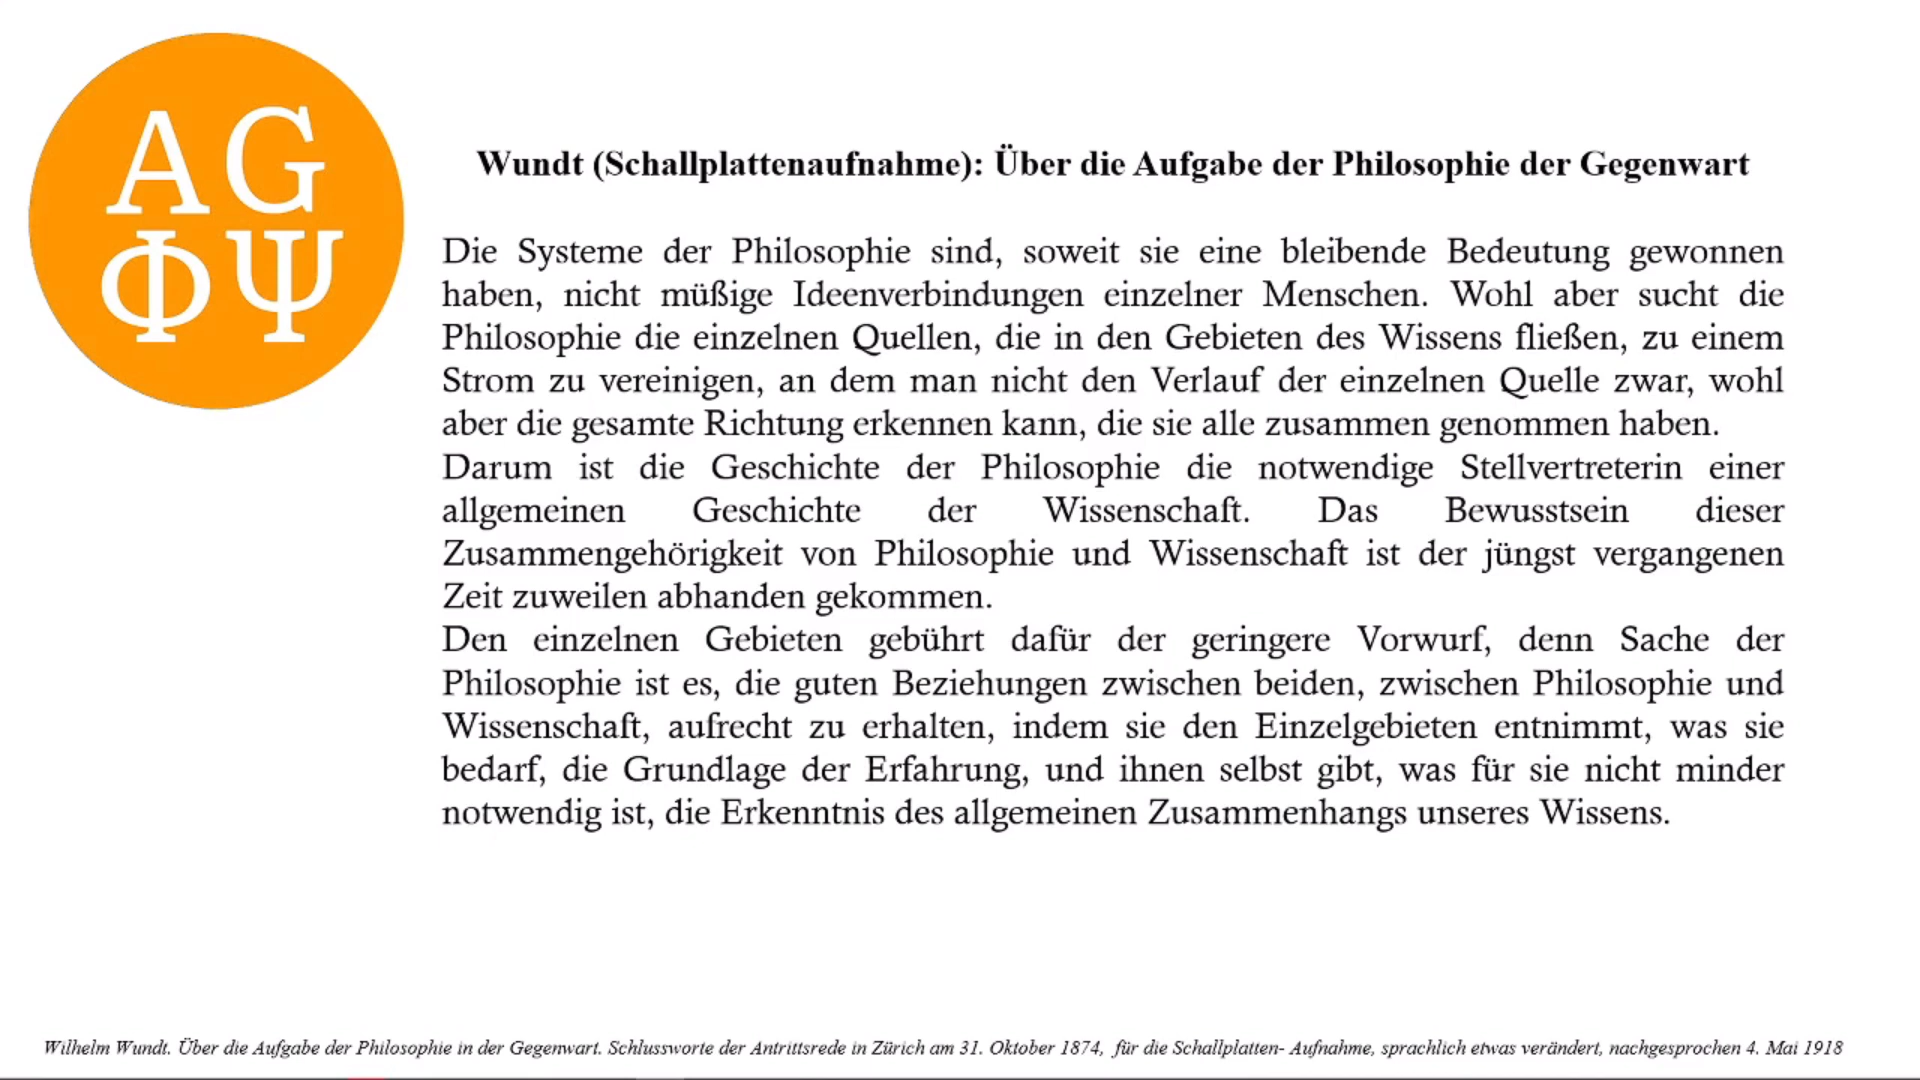 AG
ΦΨ
Wundt (Schallplattenaufnahme): Über die Aufgabe der Philosophie der Gegenwart
Die Systeme der Philosophie sind, soweit sie eine bleibende Bedeutung gewonnen
haben, nicht müßige Ideenverbindungen einzelner Menschen. Wohl aber sucht die
Philosophie die einzelnen Quellen, die in den Gebieten des Wissens fließen, zu einem
Strom zu vereinigen, an dem man nicht den Verlauf der einzelnen Quelle zwar, wohl
aber die gesamte Richtung erkennen kann, die sie alle zusammen genommen haben.
Darum ist die Geschichte der Philosophie die notwendige Stellvertreterin einer
allgemeinen Geschichte der Wissenschaft. Das Bewusstsein dieser
Zusammengehörigkeit von Philosophie und Wissenschaft ist der jüngst vergangenen
Zeit zuweilen abhanden gekommen.
Den einzelnen Gebieten gebührt dafür der geringere Vorwurf, denn Sache der
Philosophie ist es, die guten Beziehungen zwischen beiden, zwischen Philosophie und
Wissenschaft, aufrecht zu erhalten, indem sie den Einzelgebieten entnimmt, was sie
bedarf, die Grundlage der Erfahrung, und ihnen selbst gibt, was für sie nicht minder
notwendig ist, die Erkenntnis des allgemeinen Zusammenhangs unseres Wissens.
Wilhelm Wundt. Über die Aufgabe der Philosophie in der Gegenwart. Schlussworte der Antrittsrede in Zürich am 31. Oktober 1874, für die Schallplatten- Aufnahme, sprachlich etwas verändert, nachgesprochen 4. Mai 1918